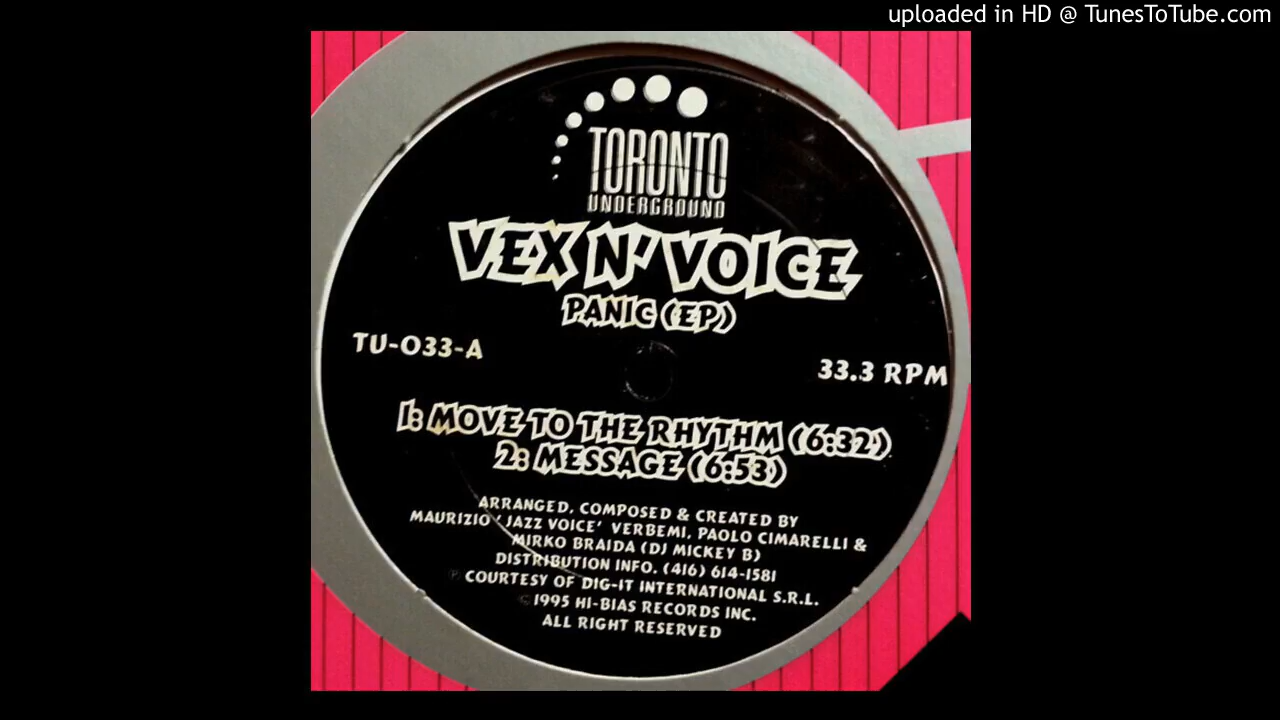 uploaded in HD @ TunesToTube.com
TORONTO
UNDERGROUND
VEX N' VOICE
PANIC (EP)
TU-033-A
33.3 RPM
1: MOVE TO THE RHYTHM (6:32)
2: MESSAGE (6:53)
ARRANGED, COMPOSED & CREATED BY
MAURIZIO 'JAZZ VOICE' VERBEMI, PAOLO CIMARELLI &
MIRKO BRAIDA (DJ MICKEY B)
DISTRIBUTION INFO. (416) 614-1581
℗ COURTESY OF DIG-IT INTERNATIONAL S.R.L.
© 1995 HI-BIAS RECORDS INC.
ALL RIGHT RESERVED